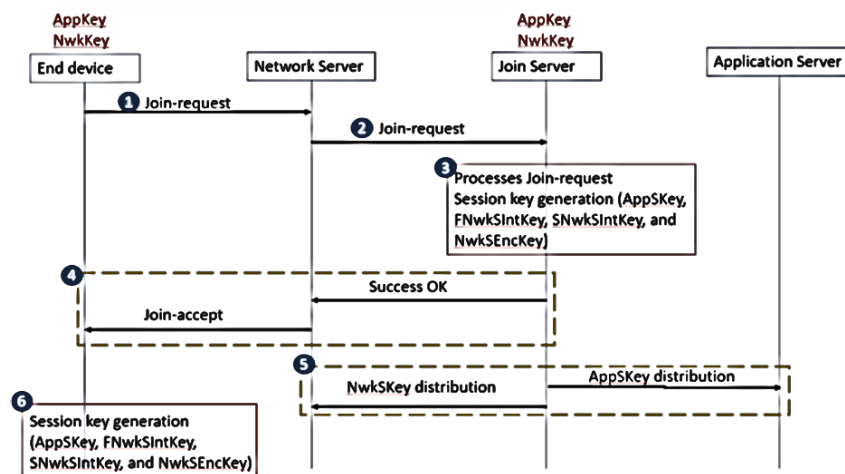 AppKey
NwkKey
AppKey
NwkKey
End device
Network Server
Join Server
Application Server
1 Join-request
2 Join-request
3 Processes Join-request
Session key generation (AppSKey,
FNwkSIntKey, SNwkSIntKey, and
NwkSEncKey)
4
Success OK
Join-accept
5
NwkSKey distribution
AppSKey distribution
6
Session key generation
(AppSKey, FNwkSIntKey,
SNwkSIntKey, and NwkSEncKey)